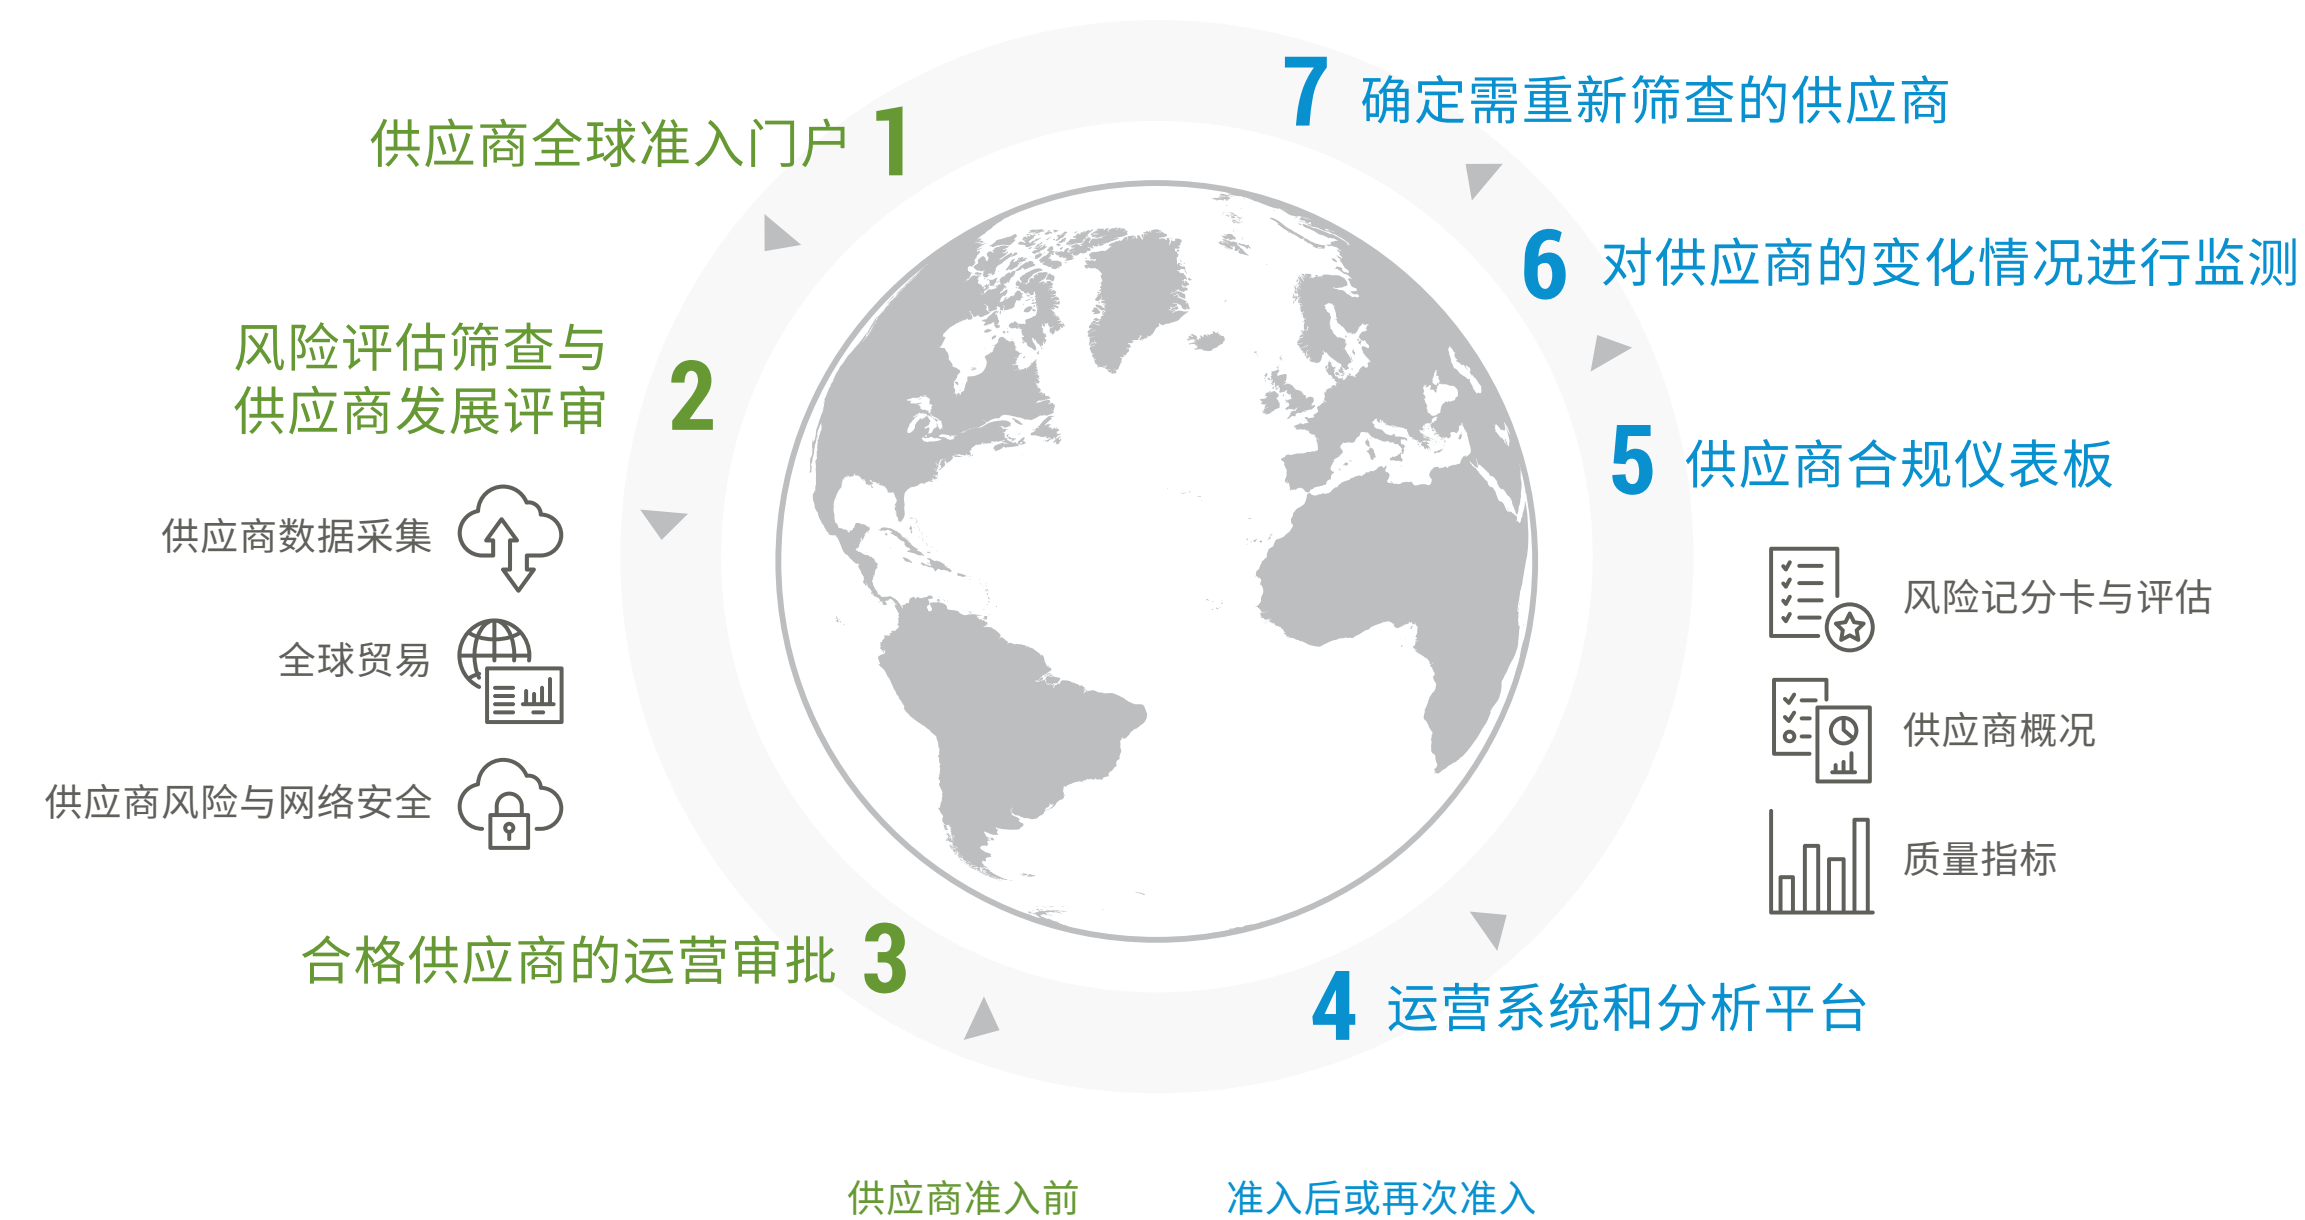 1 供应商全球准入门户
2 风险评估筛查与
供应商发展评审
供应商数据采集
全球贸易
供应商风险与网络安全
3 合格供应商的运营审批
4 运营系统和分析平台
5 供应商合规仪表板
风险记分卡与评估
供应商概况
质量指标
6 对供应商的变化情况进行监测
7 确定需重新筛查的供应商
供应商准入前
准入后或再次准入